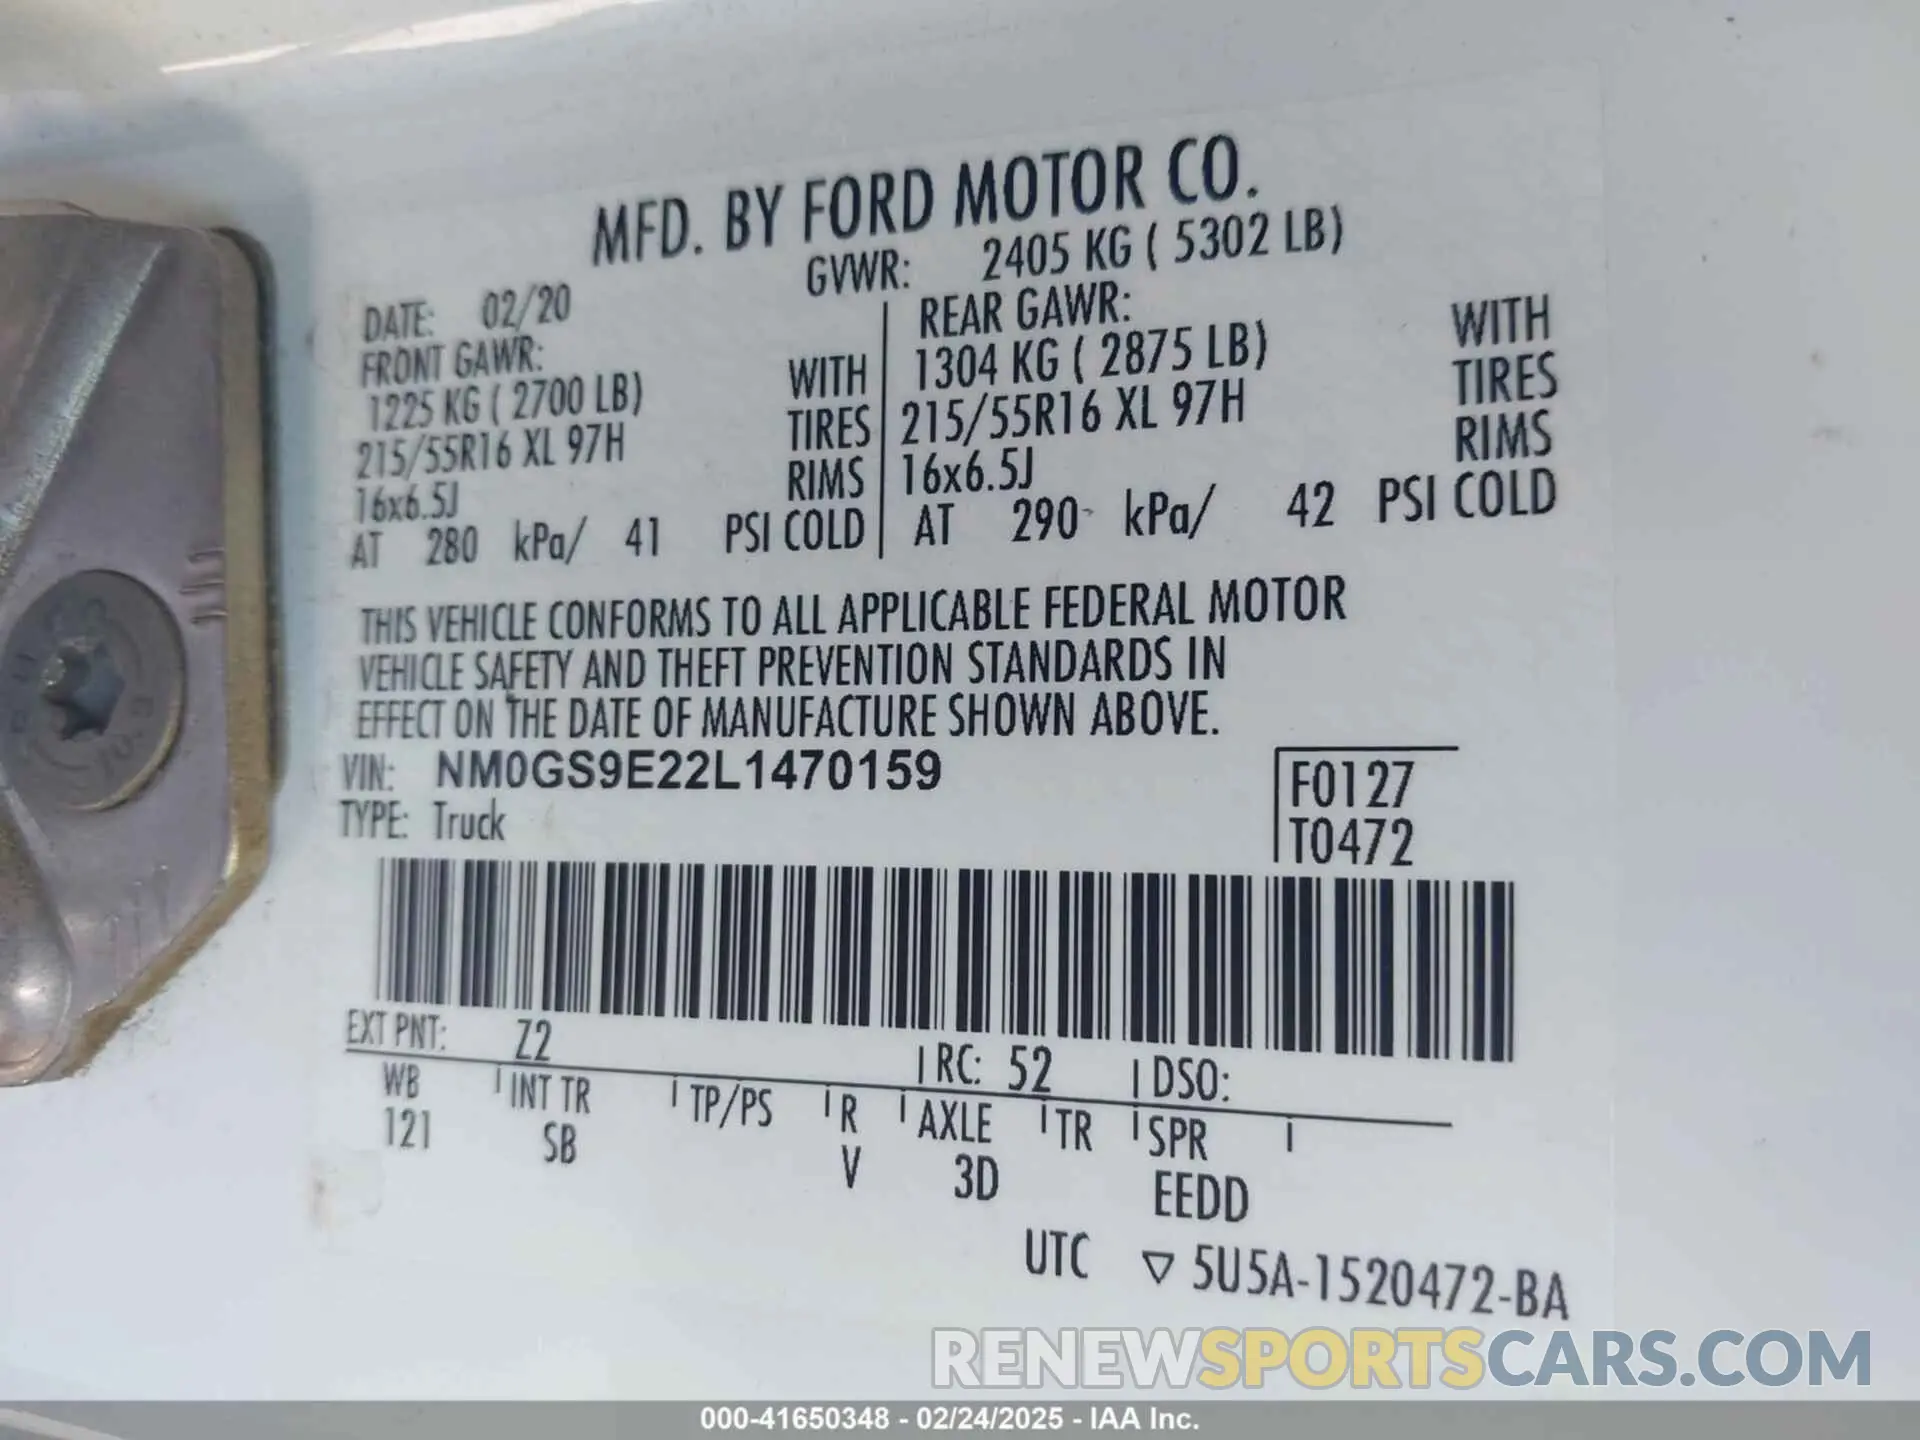 MFD. BY FORD MOTOR CO.
DATE: 02/20 GVWR: 2405 KG ( 5302 LB)
FRONT GAWR: REAR GAWR:
1225 KG ( 2700 LB) WITH 1304 KG ( 2875 LB) WITH
215/55R16 XL 97H TIRES 215/55R16 XL 97H TIRES
16x6.5J RIMS 16x6.5J RIMS
AT 280 kPa/ 41 PSI COLD AT 290 kPa/ 42 PSI COLD
THIS VEHICLE CONFORMS TO ALL APPLICABLE FEDERAL MOTOR
VEHICLE SAFETY AND THEFT PREVENTION STANDARDS IN
EFFECT ON THE DATE OF MANUFACTURE SHOWN ABOVE.
VIN: NM0GS9E22L1470159 F0127
TYPE: Truck T0472
EXT PNT: Z2 RC: 52 DSO:
WB INT TR TP/PS R AXLE TR SPR
121 SB V 3D EEDD
UTC ▽ 5U5A-1520472-BA
RENEWSPORTSCARS.COM
000-41650348 - 02/24/2025 - IAA Inc.